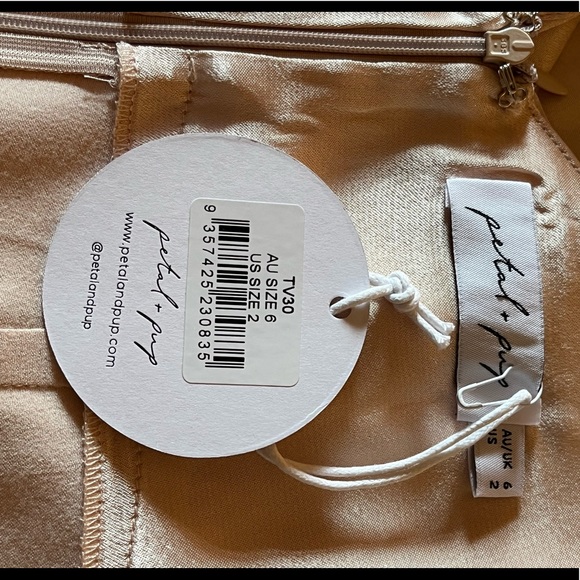 petal + pup
www.petalandpup.com
@petalandpup
TV30
AU SIZE 6
US SIZE 2
9 357425 230835
petal + pup
AU/UK 6
US 2